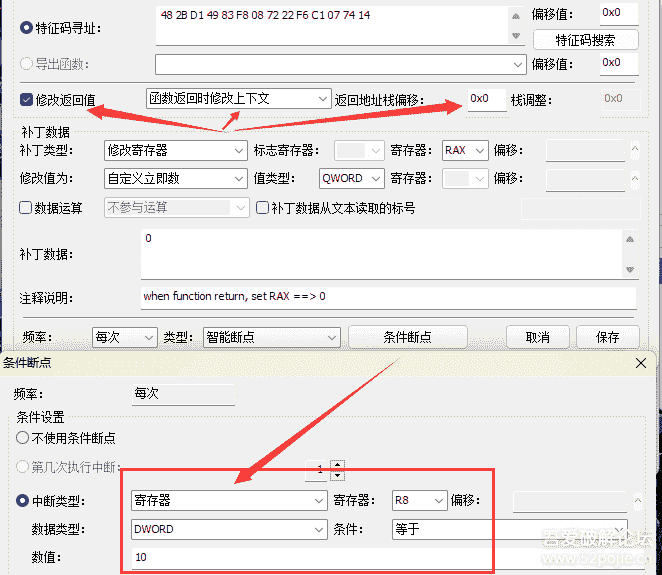 特征码寻址: 48 2B D1 49 83 F8 08 72 22 F6 C1 07 74 14 偏移值: 0x0
特征码搜索
导出函数: 偏移值: 0x0
修改返回值 函数返回时修改上下文 返回地址栈偏移: 0x0 栈调整: 0x0
补丁数据
补丁类型: 修改寄存器 标志寄存器: 寄存器: RAX 偏移:
修改值为: 自定义立即数 值类型: QWORD 寄存器: 偏移:
数据运算 不参与运算 补丁数据从文本读取的标号
补丁数据: 0
注释说明: when function return, set RAX ==> 0
频率: 每次 类型: 智能断点 条件断点 取消 保存
条件断点
频率: 每次
条件设置
不使用条件断点
第几次执行中断: 1
中断类型: 寄存器 寄存器: R8 偏移:
数据类型: DWORD 条件: 等于
数值: 10
吾爱破解论坛
www.52pojie.cn